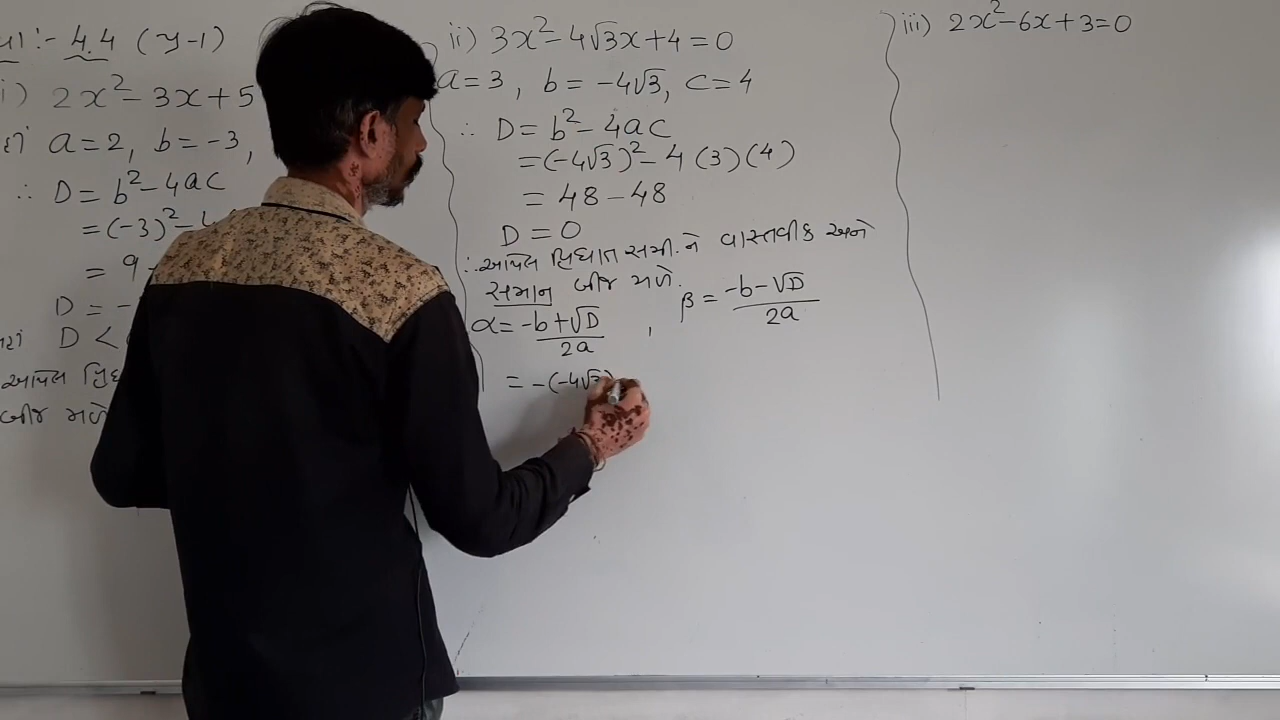 4.4 (y-1)
i) 2x² - 3x + 5
a = 2, b = -3,
∴ D = b² - 4ac
= (-3)² -
= 9
D = -
D <
આપેલ
બીજ મળે
ii) 3x² - 4√3x + 4 = 0
a = 3, b = -4√3, c = 4
∴ D = b² - 4ac
= (-4√3)² - 4(3)(4)
= 48 - 48
D = 0
∴ આપેલ દ્વિઘાત સમી. ને વાસ્તવીક અને
સમાન બીજ મળે.
α = -b + √D / 2a , β = -b - √D / 2a
= -(-4√3)
iii) 2x² - 6x + 3 = 0